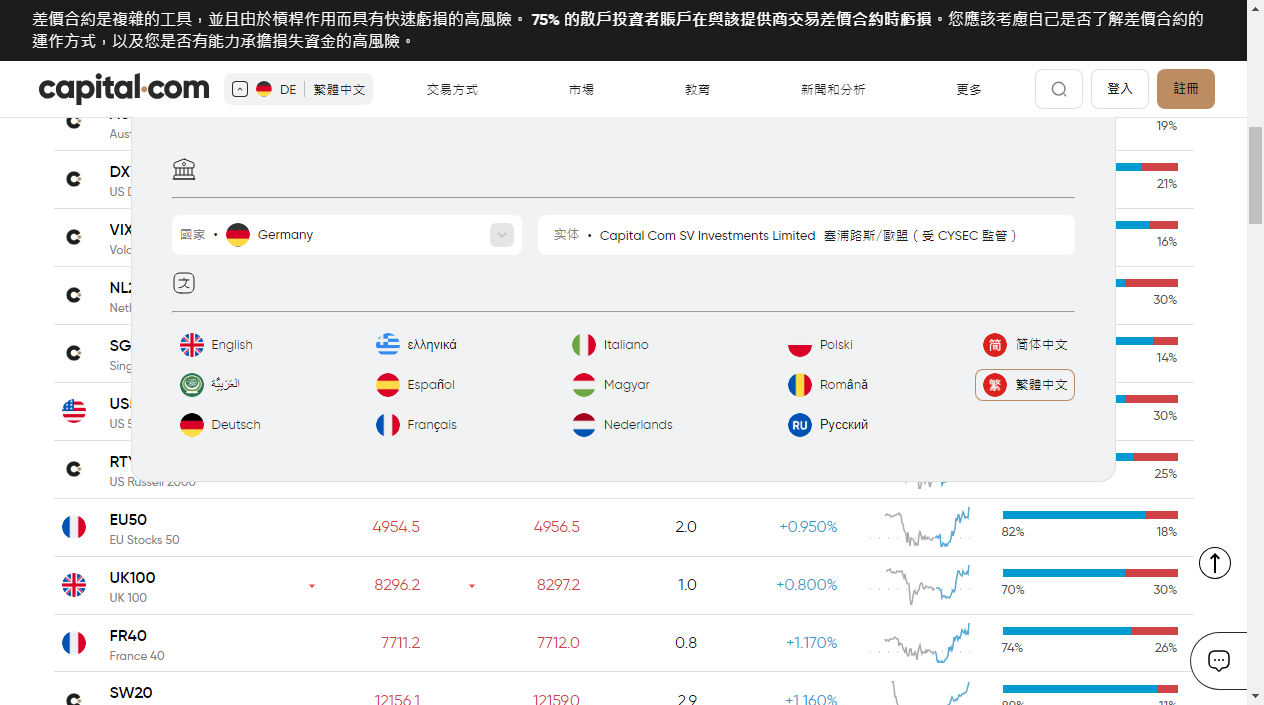 差價合約是複雜的工具，並且由於槓桿作用而具有快速虧損的高風險。 75% 的散戶投資者賬戶在與該提供商交易差價合約時虧損。您應該考慮自己是否了解差價合約的
運作方式，以及您是否有能力承擔損失資金的高風險。
capital.com DE 繁體中文 交易方式 市場 教育 新聞和分析 更多 登入 註冊
Aust 19%
DX
US D 21%
VIX
Vola 16%
國家 • Germany 实体 • Capital Com SV Investments Limited 塞浦路斯/歐盟（受 CYSEC 監管）
NL2
Neth 30%
SG
Sing 14%
English ελληνικά Italiano Polski 简 简体中文
العَرَبِيَّة Español Magyar Română 繁 繁體中文
Deutsch Français Nederlands RU Русский
US5
US 5 30%
RTY
US Russell 2000 25%
EU50 4954.5 4956.5 2.0 +0.950%
EU Stocks 50 82% 18%
UK100 8296.2 8297.2 1.0 +0.800%
UK 100 70% 30%
FR40 7711.2 7712.0 0.8 +1.170%
France 40 74% 26%
SW20 12156.1 12159.0 2.9 +1.160%
89% 11%